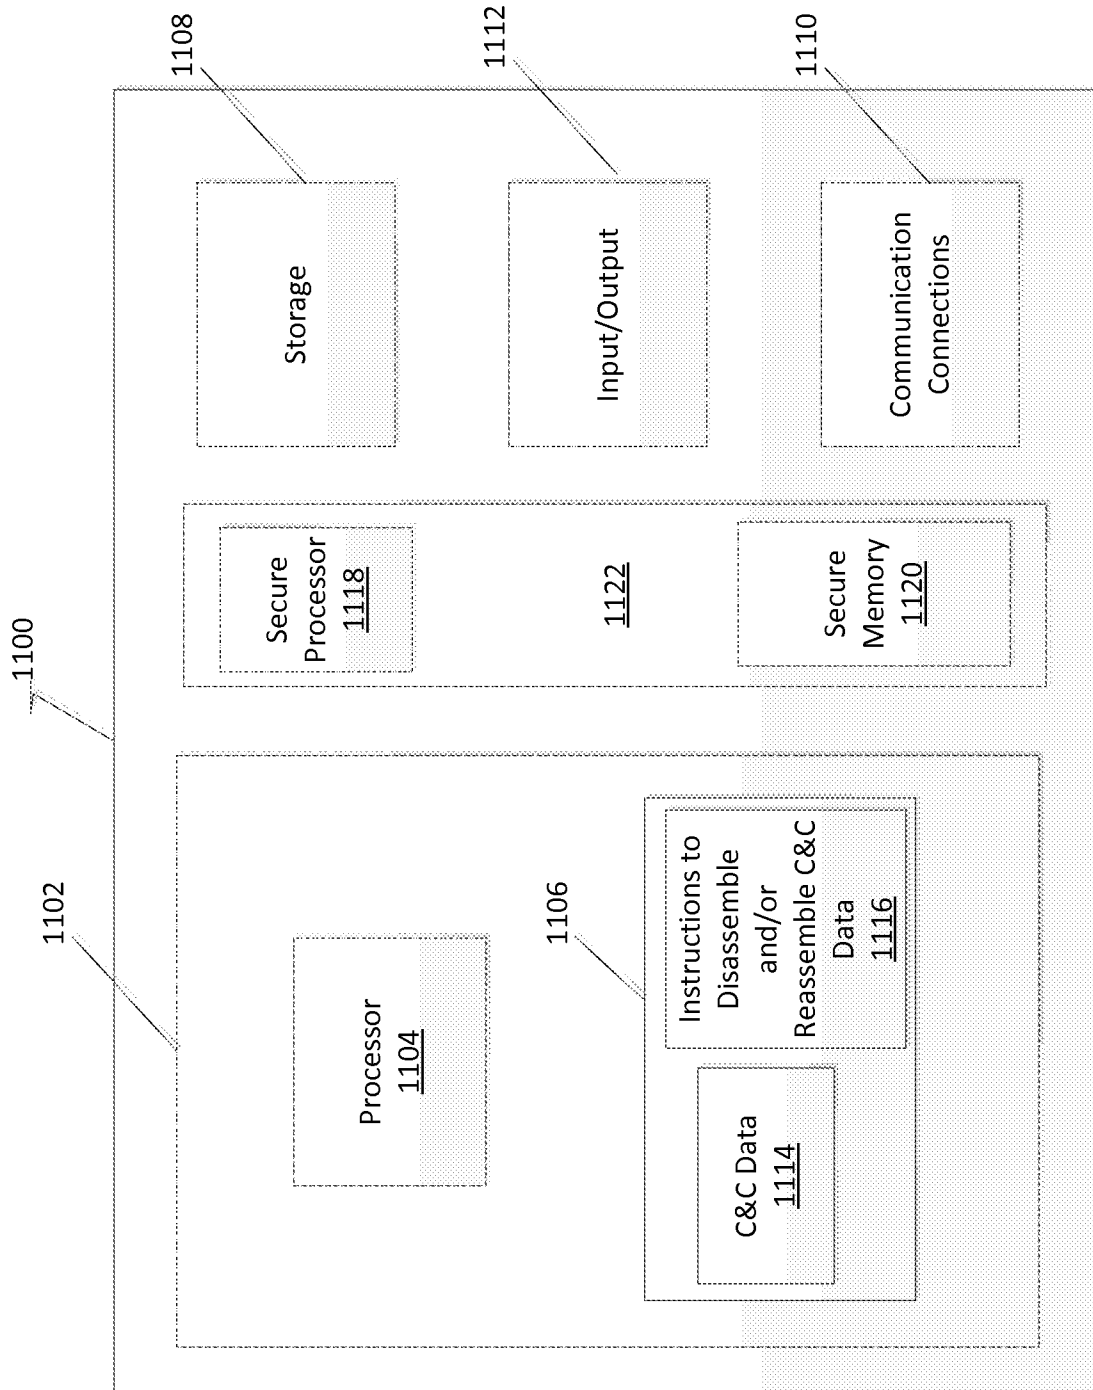 1100
1102
Processor
1104
1106
C&C Data
1114
Instructions to
Disassemble
and/or
Reassemble C&C
Data
1116
Secure
Processor
1118
1122
Secure
Memory
1120
Storage
1108
Input/Output
1112
Communication
Connections
1110